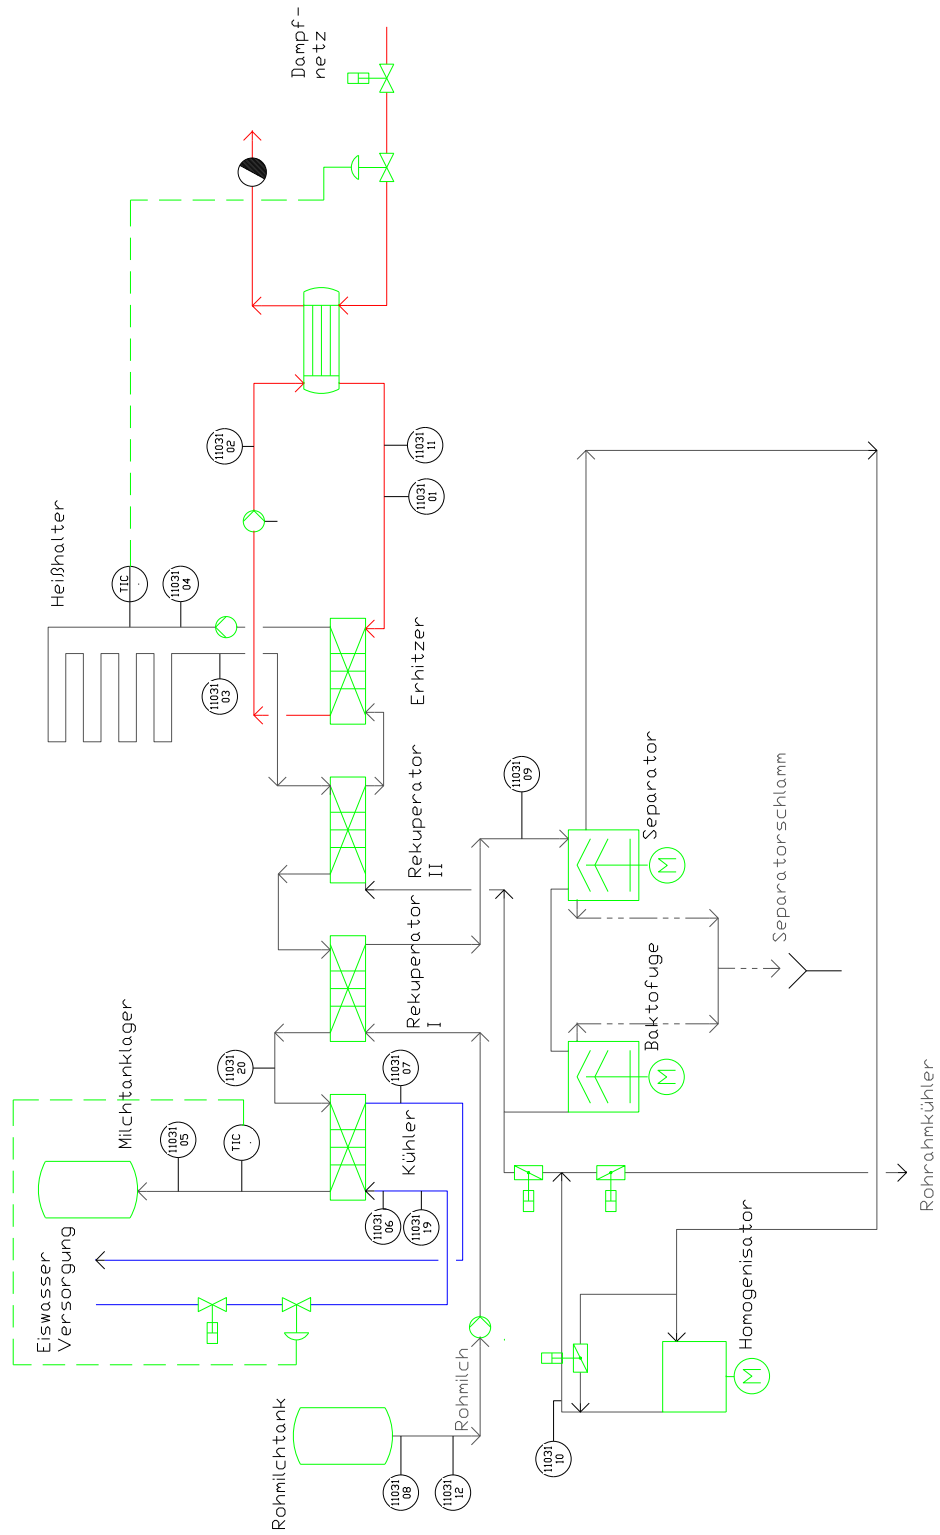 Eiswasser
Versorgung
Milchtanklager
Heißhalter
TIC
11031
05
11031
04
TIC
11031
20
11031
03
11031
02
Dampf-
netz
Rohmilchtank
11031
06
11031
19
11031
07
Kühler
Rekuperator
I
Rekuperator
II
Erhitzer
11031
01
11031
11
11031
08
11031
12
Rohmilch
11031
09
11031
10
Baktofuge
M
Separator
M
Homogenisator
M
Separatorschlamm
Rohrahmkühler